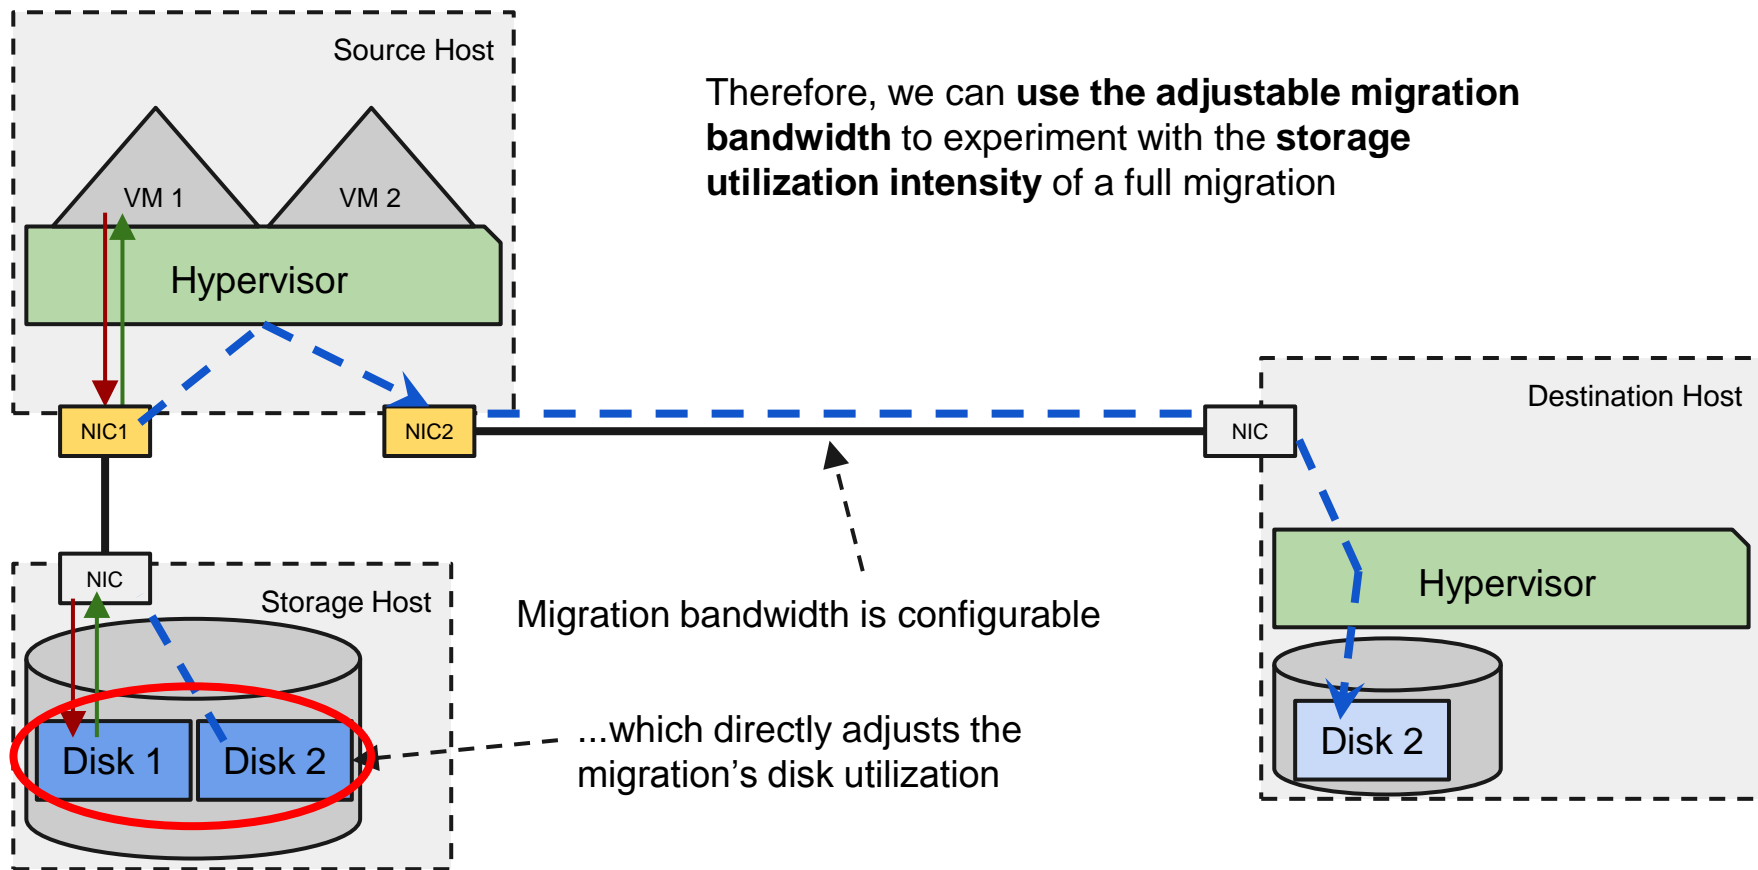 Source Host
Therefore, we can use the adjustable migration
bandwidth to experiment with the storage
utilization intensity of a full migration
VM 1
VM 2
Hypervisor
Destination Host
NIC1
NIC2
NIC
NIC
Storage Host
Hypervisor
Migration bandwidth is configurable
...which directly adjusts the
migration’s disk utilization
Disk 1
Disk 2
Disk 2